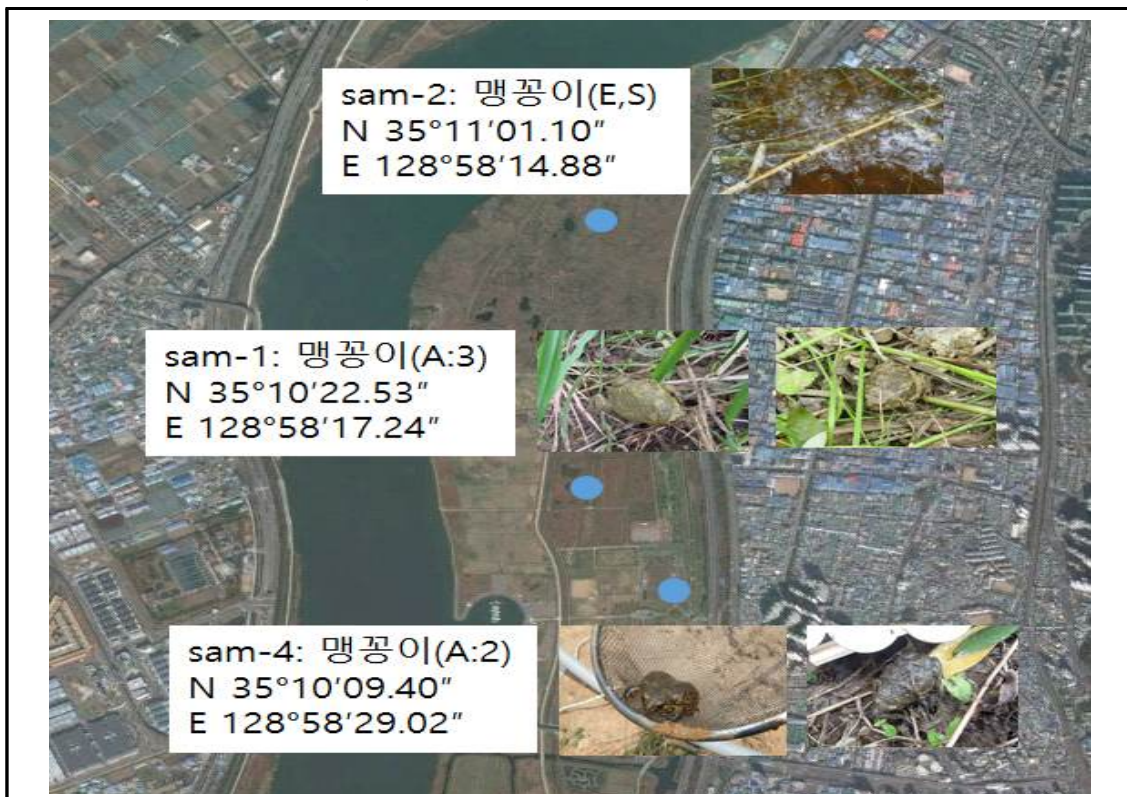 sam-2: 맹꽁이(E,S)
N 35°11′01.10″
E 128°58′14.88″
sam-1: 맹꽁이(A:3)
N 35°10′22.53″
E 128°58′17.24″
sam-4: 맹꽁이(A:2)
N 35°10′09.40″
E 128°58′29.02″